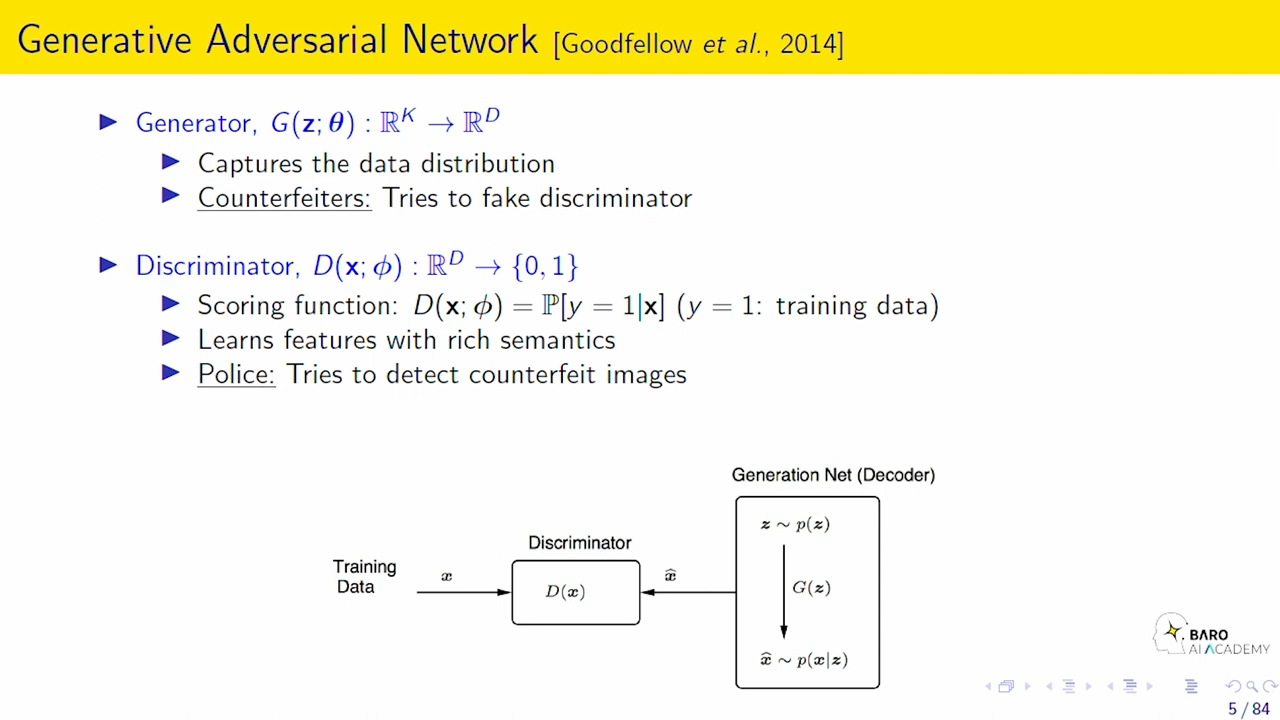 Generative Adversarial Network [Goodfellow et al., 2014]
Generator, G(z; θ) : ℝ^K → ℝ^D
Captures the data distribution
Counterfeiters: Tries to fake discriminator
Discriminator, D(x; ϕ) : ℝ^D → {0, 1}
Scoring function: D(x; ϕ) = ℙ[y = 1|x] (y = 1: training data)
Learns features with rich semantics
Police: Tries to detect counterfeit images
Generation Net (Decoder)
z ∼ p(z)
Discriminator
Training
Data
x
D(x)
x̂
G(z)
x̂ ∼ p(x|z)
BARO
AI ACADEMY
5 / 84